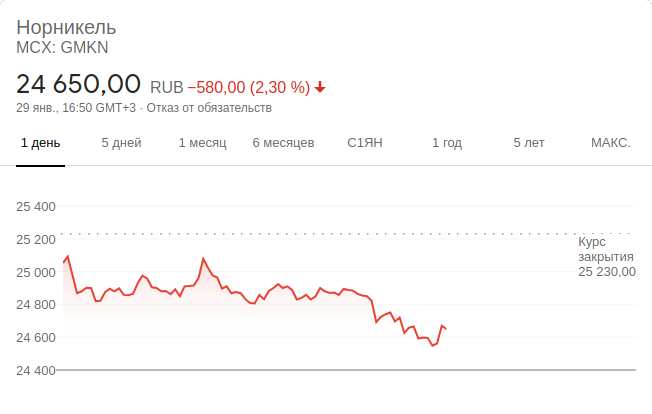 Норникель
MCX: GMKN
24 650,00 RUB −580,00 (2,30 %)
29 янв., 16:50 GMT+3 · Отказ от обязательств
1 день 5 дней 1 месяц 6 месяцев С1ЯН 1 год 5 лет МАКС.
25 400
25 200
25 000
24 800
24 600
24 400
Курс
закрытия
25 230,00